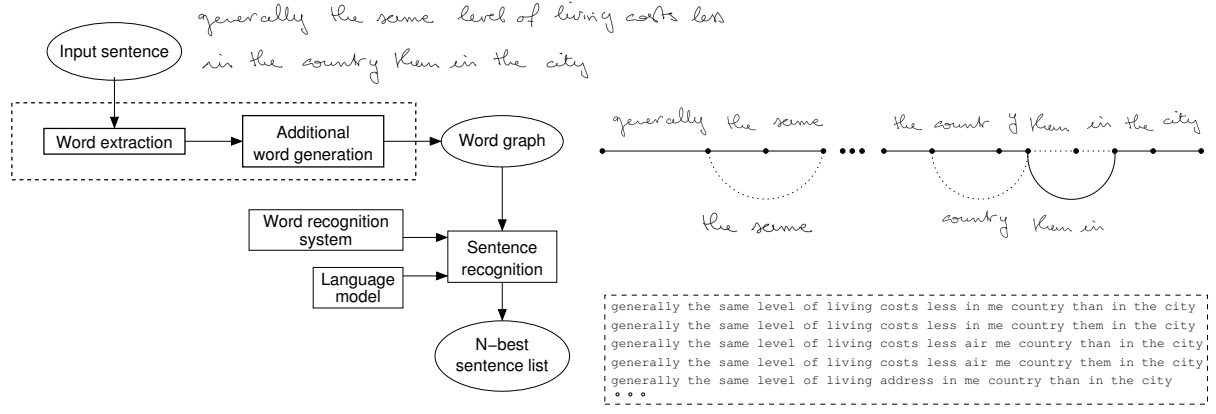 generally the same level of living costs less
in the country than in the city
Input sentence
Word extraction
Additional
word generation
Word graph
Word recognition
system
Language
model
Sentence
recognition
N−best
sentence list
generally the same
the count y than in the city
the same
country than in
generally the same level of living costs less in me country than in the city
generally the same level of living costs less in me country them in the city
generally the same level of living costs less air me country than in the city
generally the same level of living costs less air me country them in the city
generally the same level of living address in me country than in the city